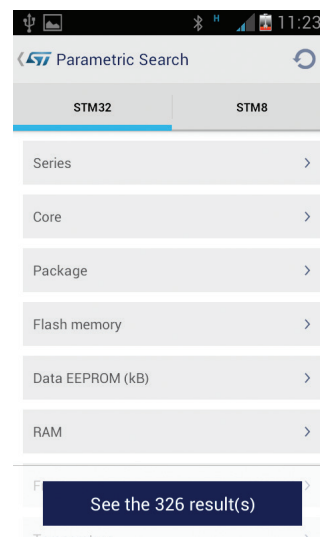 H 11:23
ST Parametric Search
STM32 STM8
Series
Core
Package
Flash memory
Data EEPROM (kB)
RAM
See the 326 result(s)